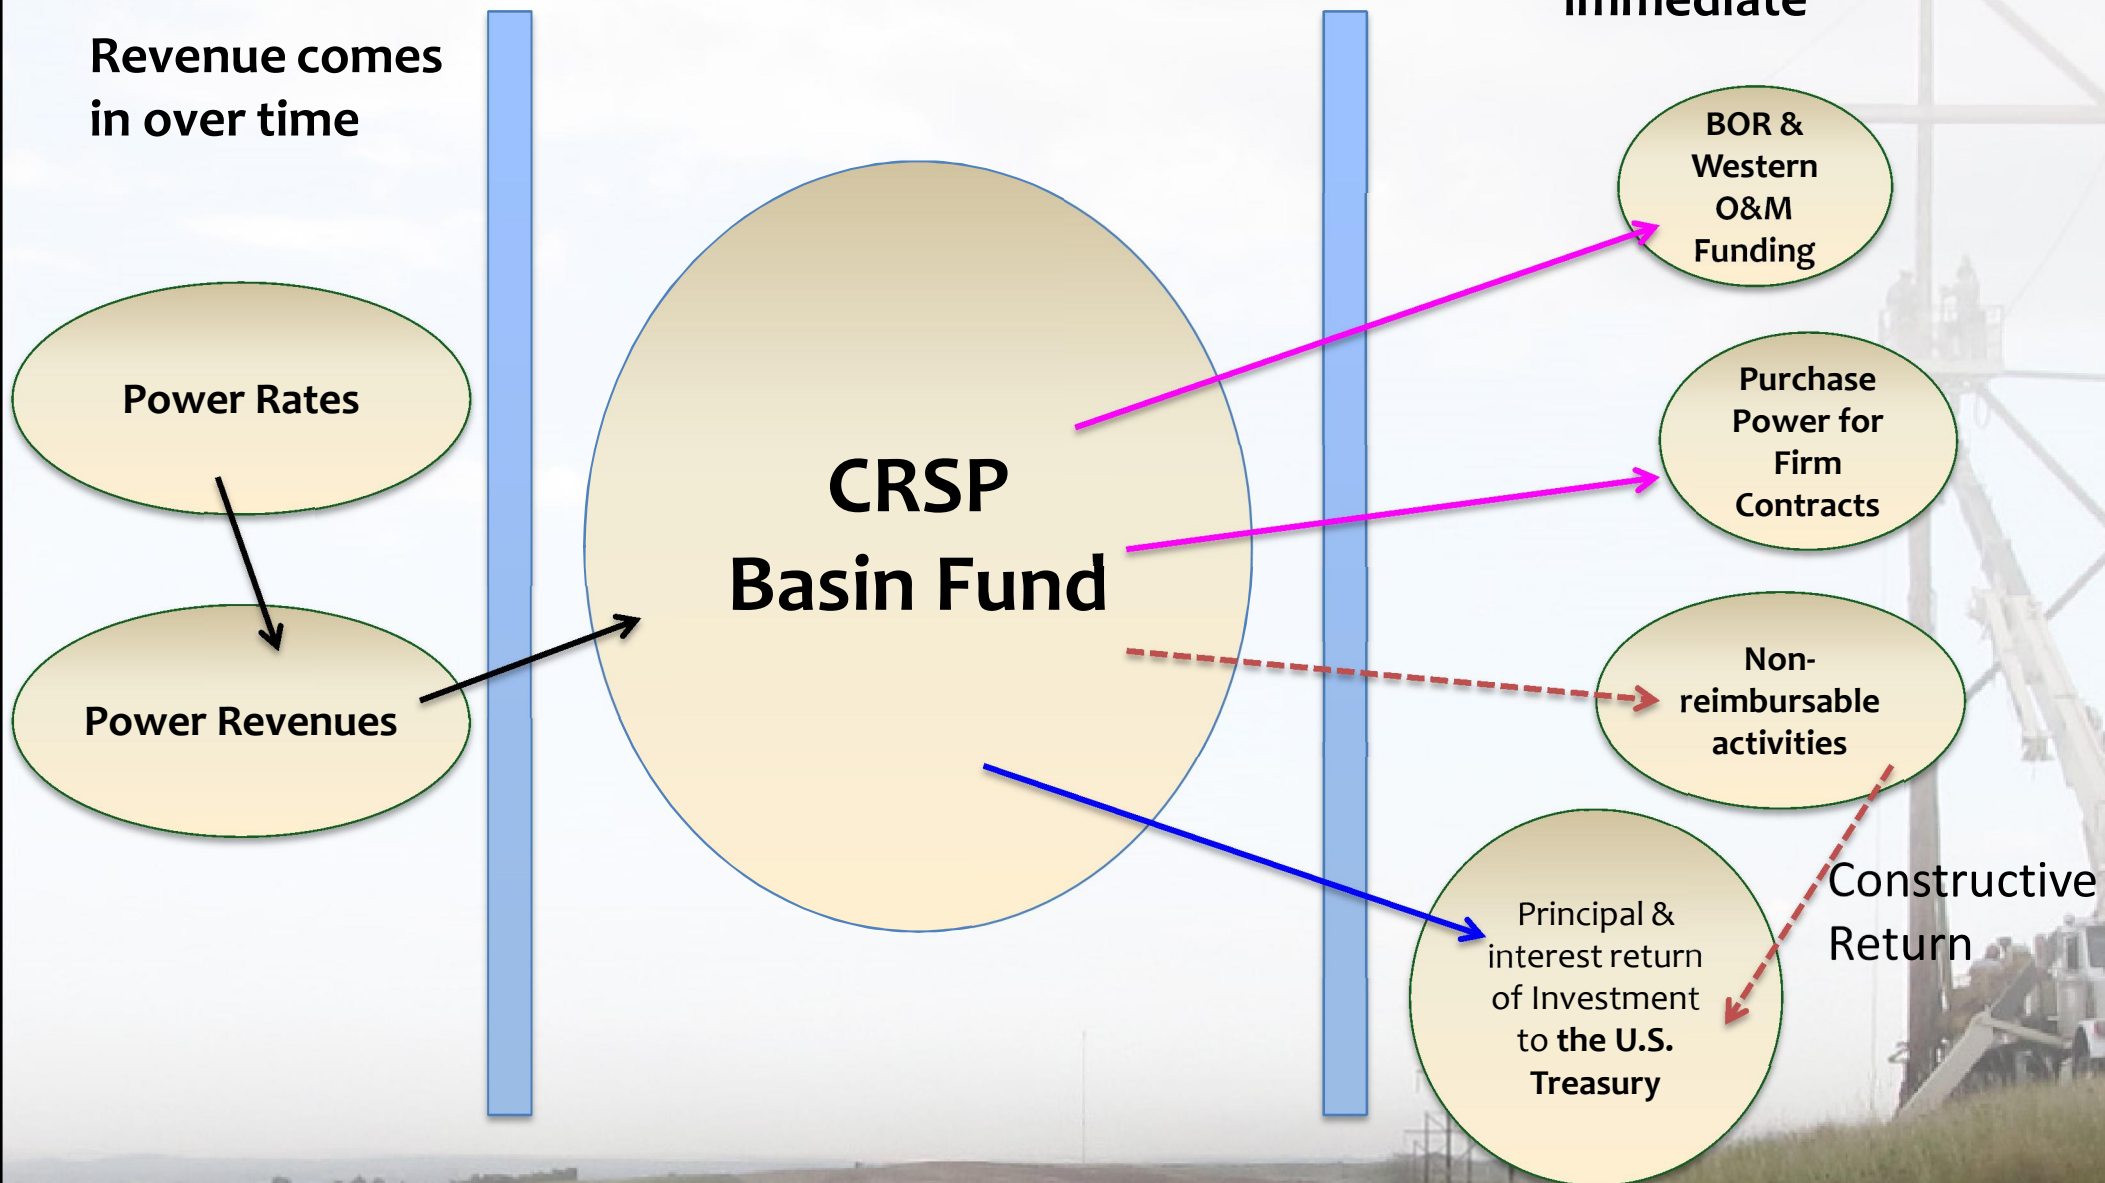 immediate
Revenue comes
in over time
BOR &
Western
O&M
Funding
Power Rates
Purchase
Power for
Firm
Contracts
CRSP
Basin Fund
Non-
reimbursable
activities
Power Revenues
Constructive
Return
Principal &
interest return
of Investment
to the U.S.
Treasury